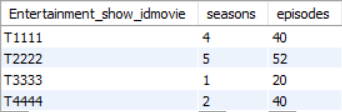 Entertainment_show_idmovie seasons episodes
T1111 4 40
T2222 5 52
T3333 1 20
T4444 2 40